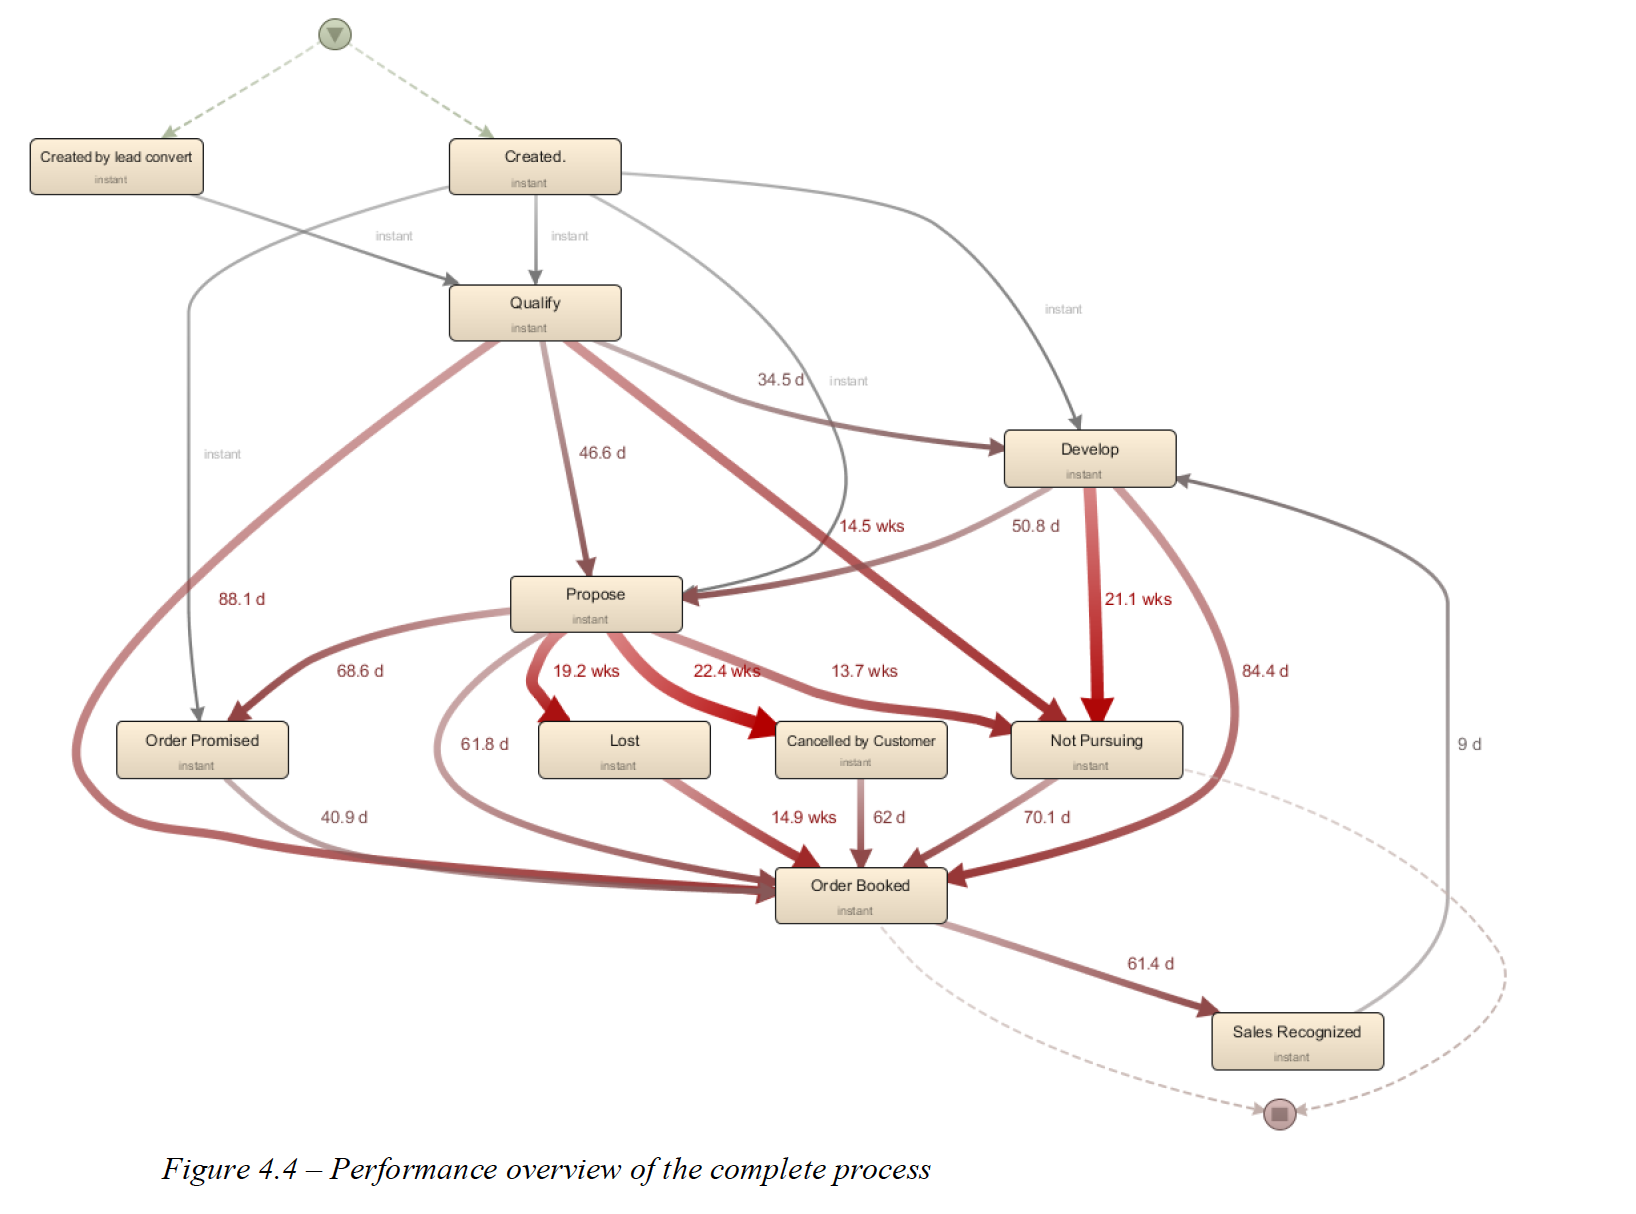 Created by lead convert
instant
Created.
instant
instant
instant
Qualify
instant
instant
34.5 d
instant
46.6 d
instant
Develop
instant
14.5 wks
50.8 d
88.1 d
Propose
instant
21.1 wks
68.6 d
19.2 wks
22.4 wks
13.7 wks
84.4 d
Order Promised
instant
61.8 d
Lost
instant
Cancelled by Customer
instant
Not Pursuing
instant
9 d
40.9 d
14.9 wks
62 d
70.1 d
Order Booked
instant
61.4 d
Sales Recognized
instant
Figure 4.4 – Performance overview of the complete process